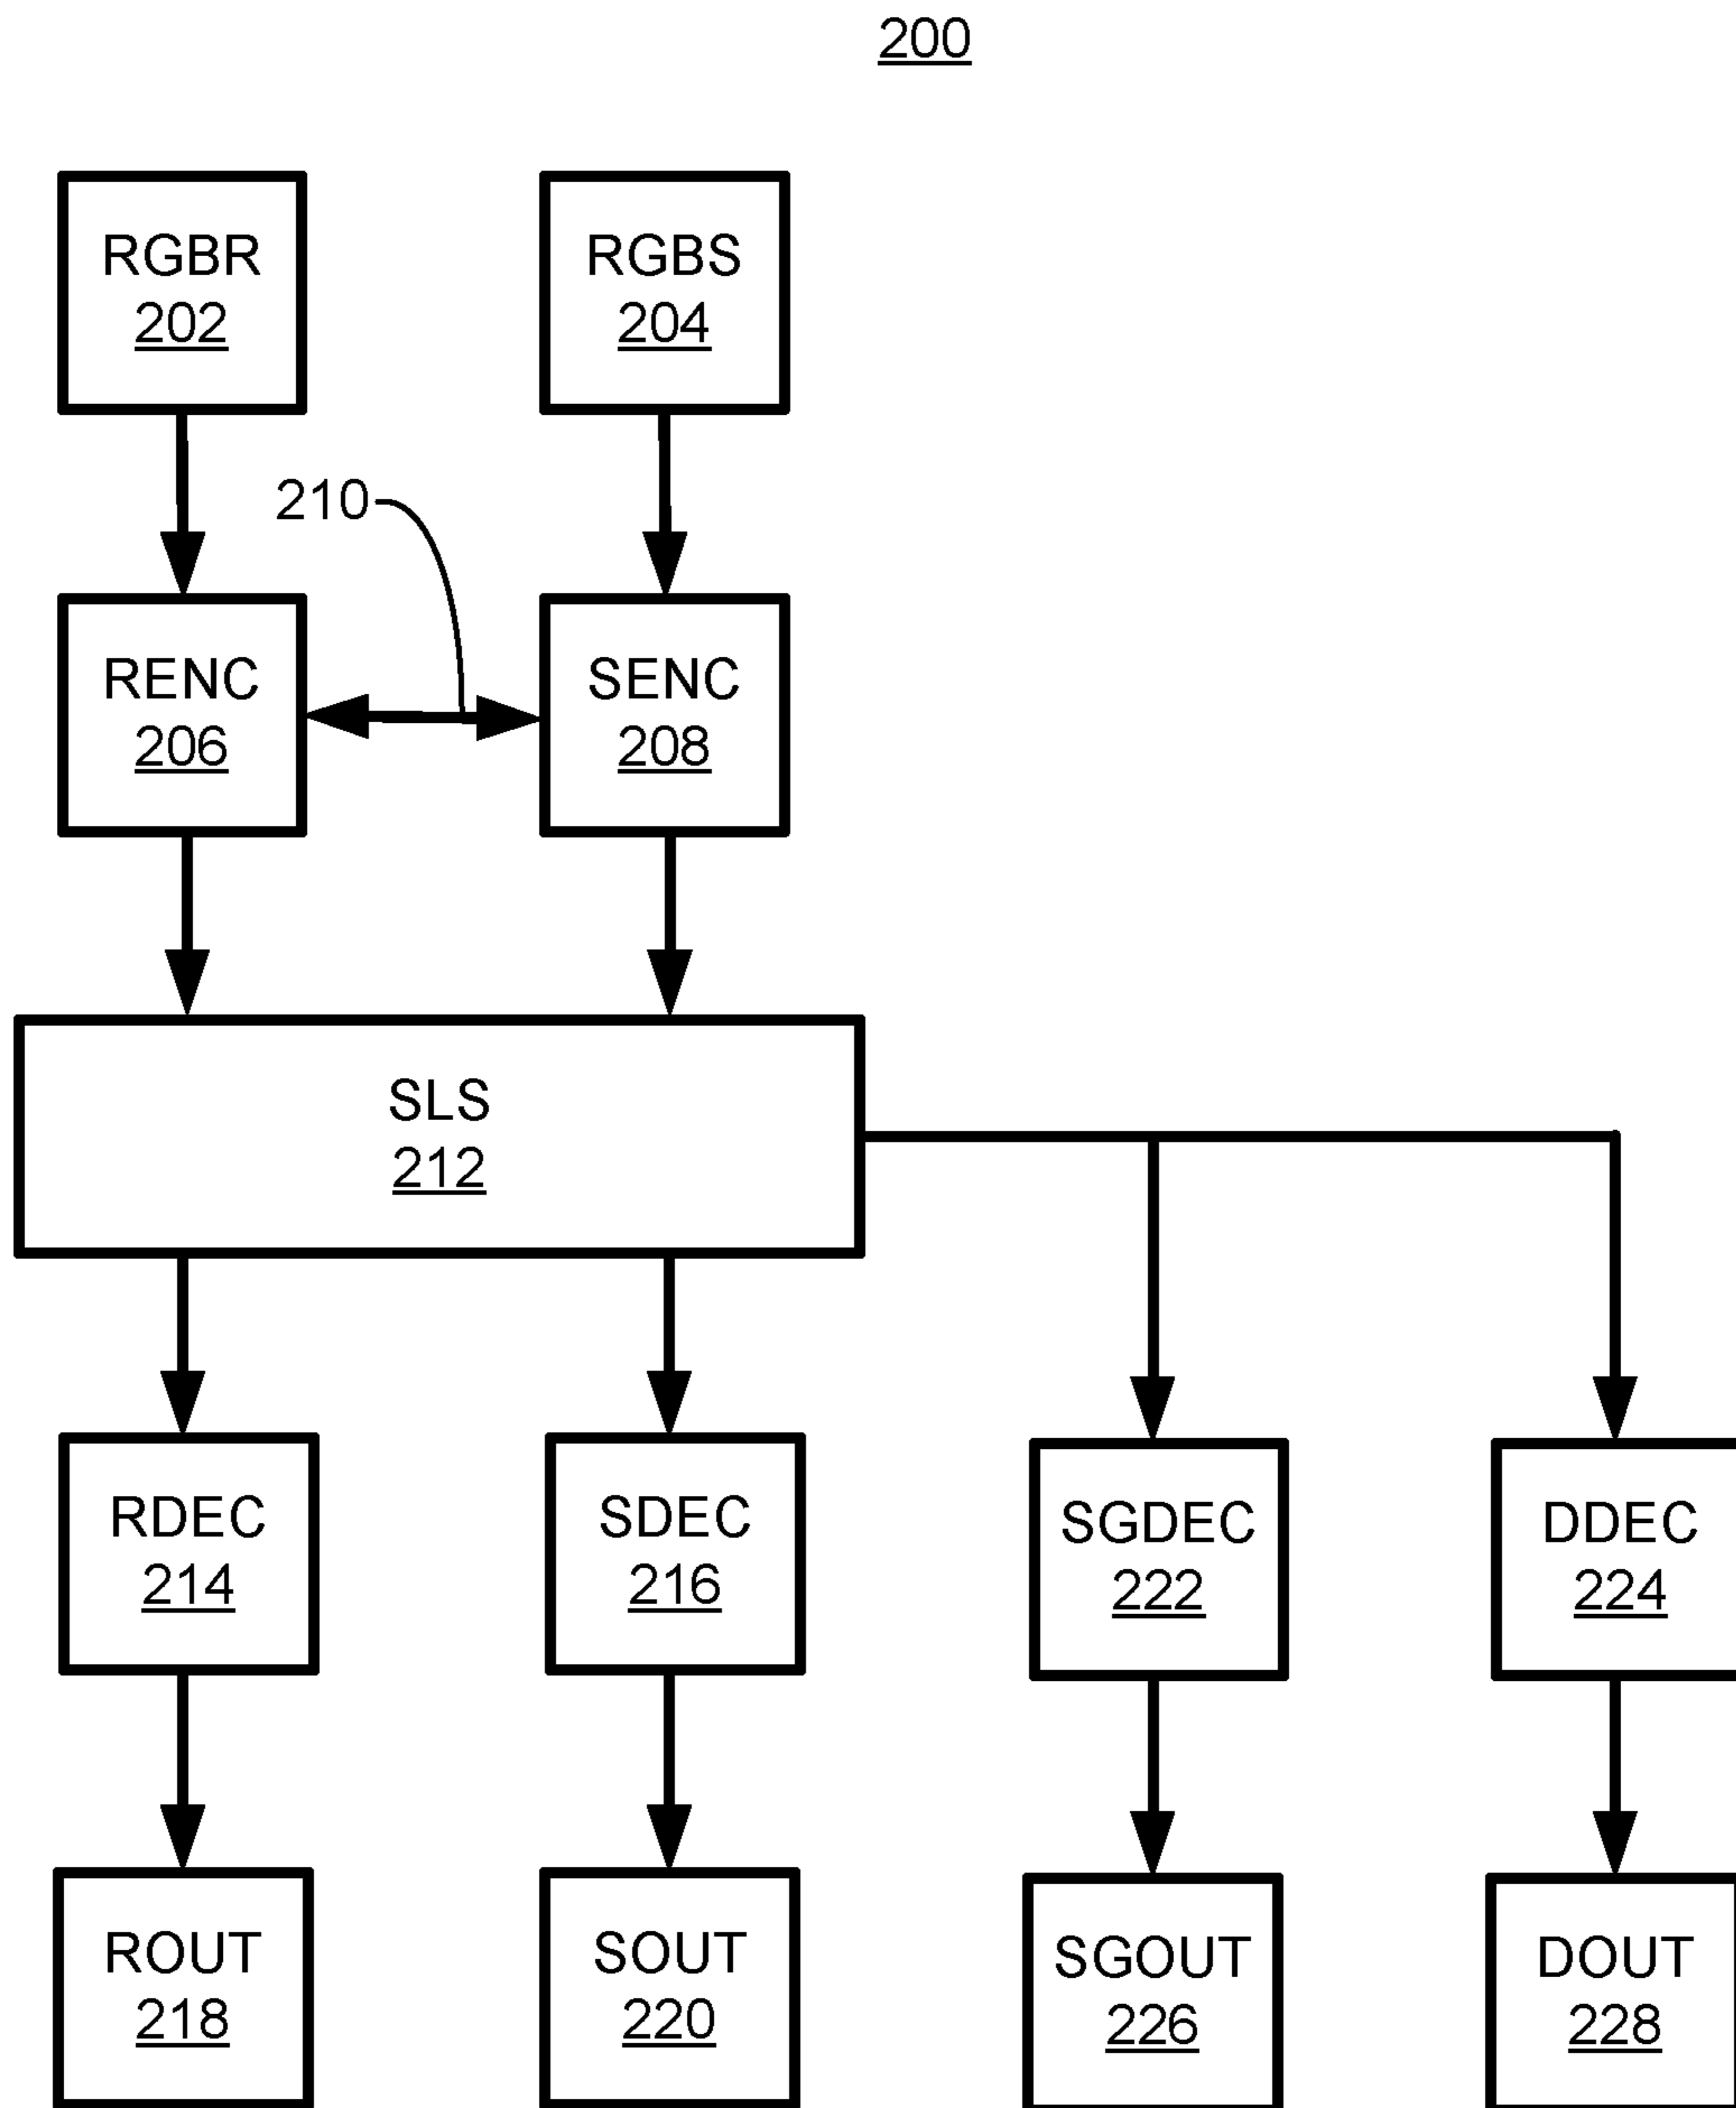 200
RGBR
202
RGBS
204
210
RENC
206
SENC
208
SLS
212
RDEC
214
SDEC
216
SGDEC
222
DDEC
224
ROUT
218
SOUT
220
SGOUT
226
DOUT
228